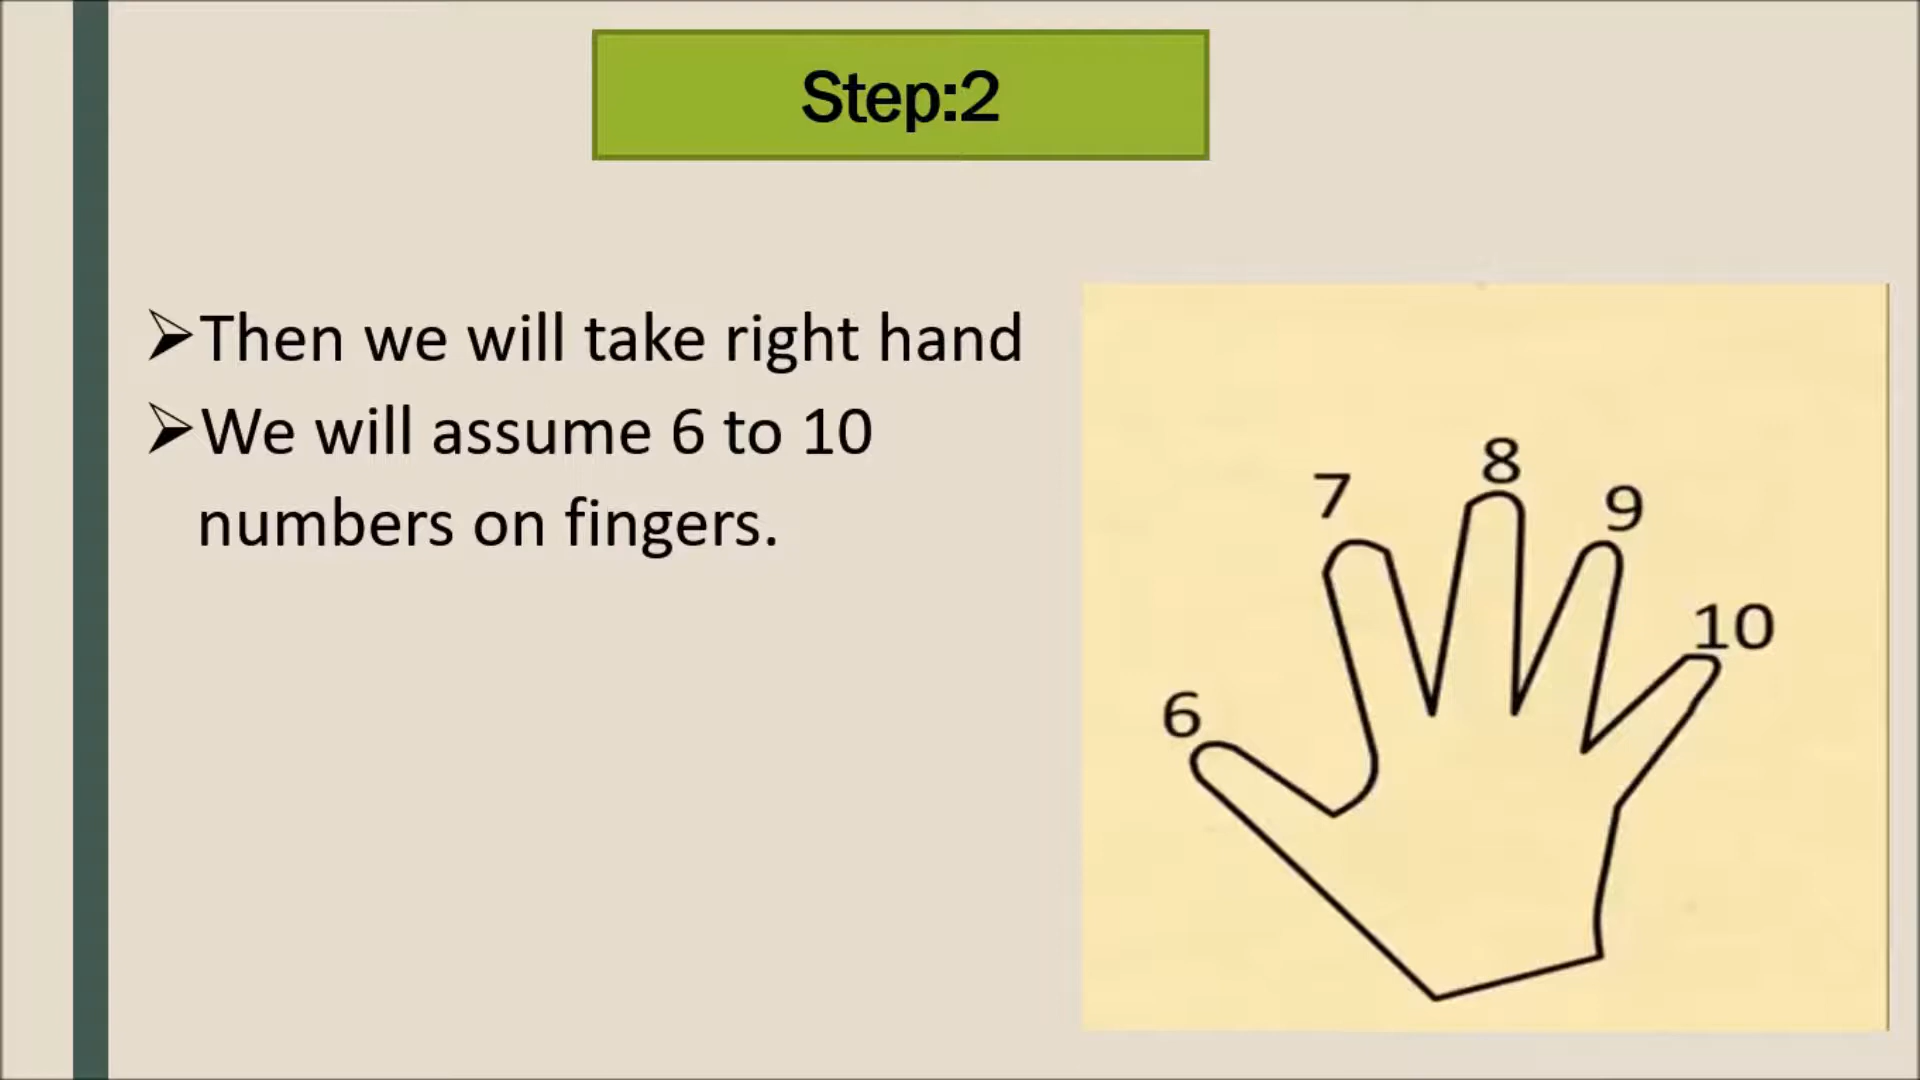 Step:2
➢Then we will take right hand
➢We will assume 6 to 10
numbers on fingers.
8
7
9
10
6